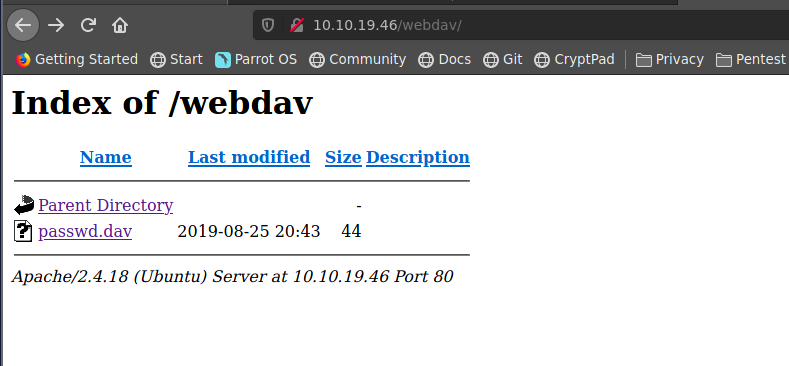 10.10.19.46/webdav/
Getting Started Start Parrot OS Community Docs Git CryptPad Privacy Pentest
Index of /webdav
Name Last modified Size Description
Parent Directory -
passwd.dav 2019-08-25 20:43 44
Apache/2.4.18 (Ubuntu) Server at 10.10.19.46 Port 80